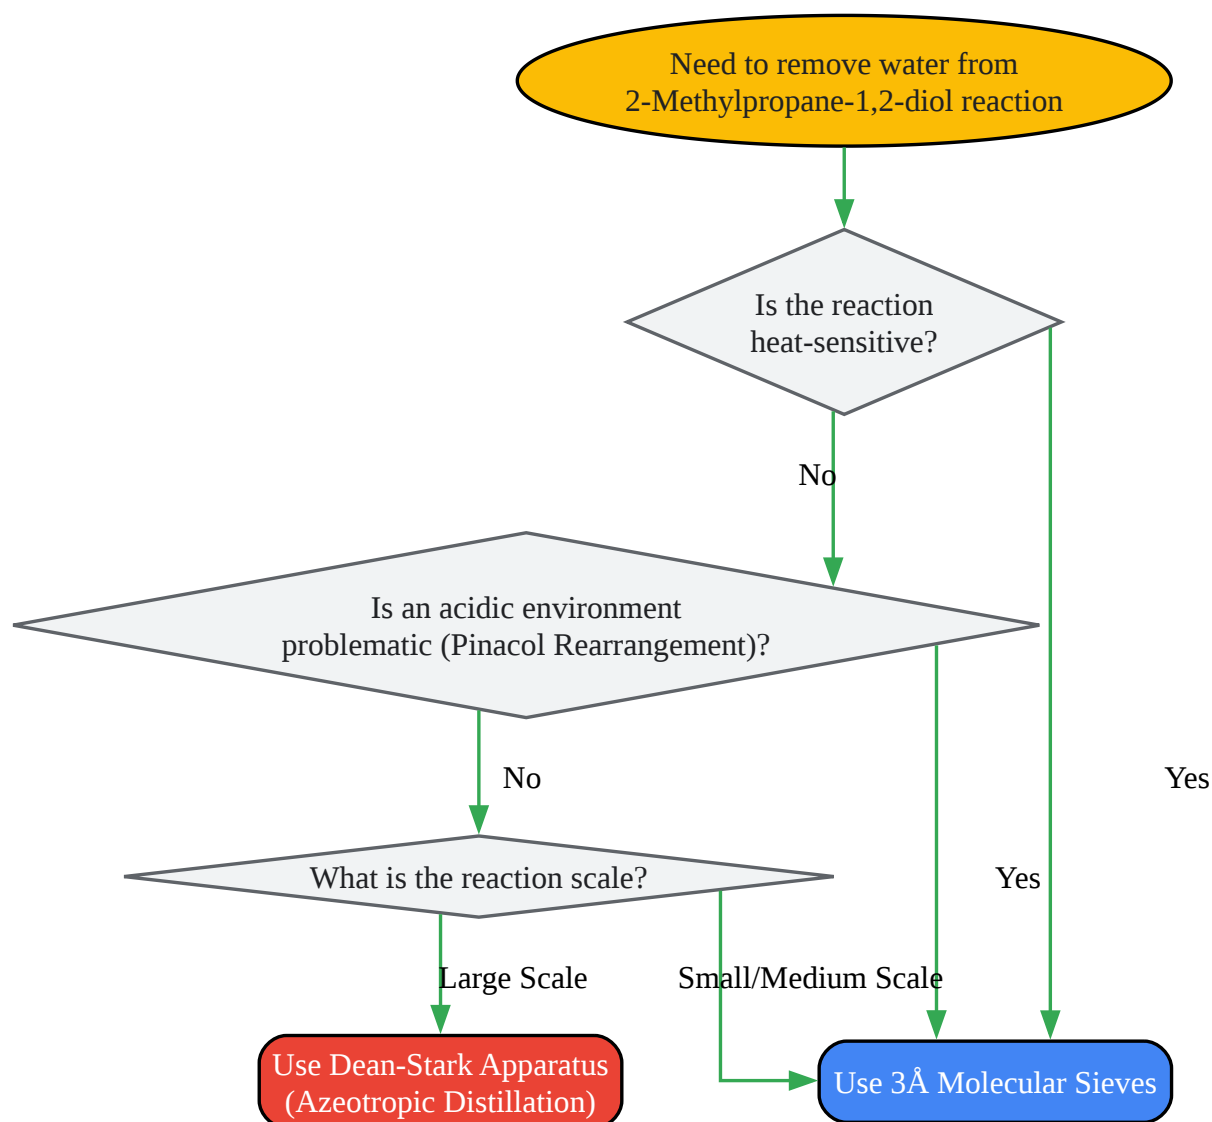 Need to remove water from
2-Methylpropane-1,2-diol reaction
Is the reaction
heat-sensitive?
No
Is an acidic environment
problematic (Pinacol Rearrangement)?
No
Yes
What is the reaction scale?
Yes
Large Scale
Small/Medium Scale
Use Dean-Stark Apparatus
(Azeotropic Distillation)
Use 3Å Molecular Sieves